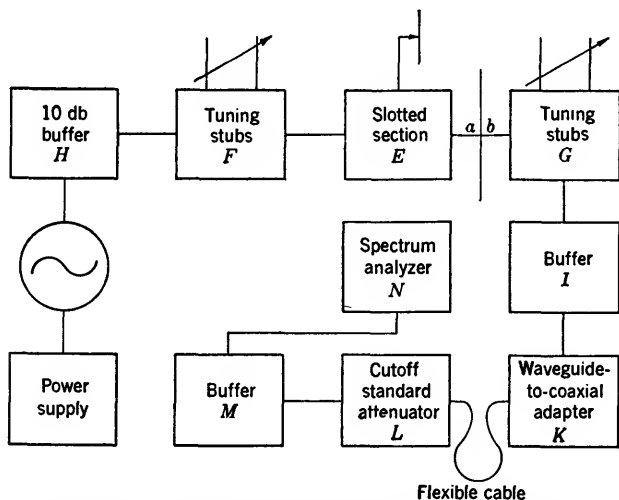 10 db
buffer
H
Tuning
stubs
F
Slotted
section
E
a b
Tuning
stubs
G
Spectrum
analyzer
N
Buffer
I
Power
supply
Buffer
M
Cutoff
standard
attenuator
L
Waveguide-
to-coaxial
adapter
K
Flexible cable